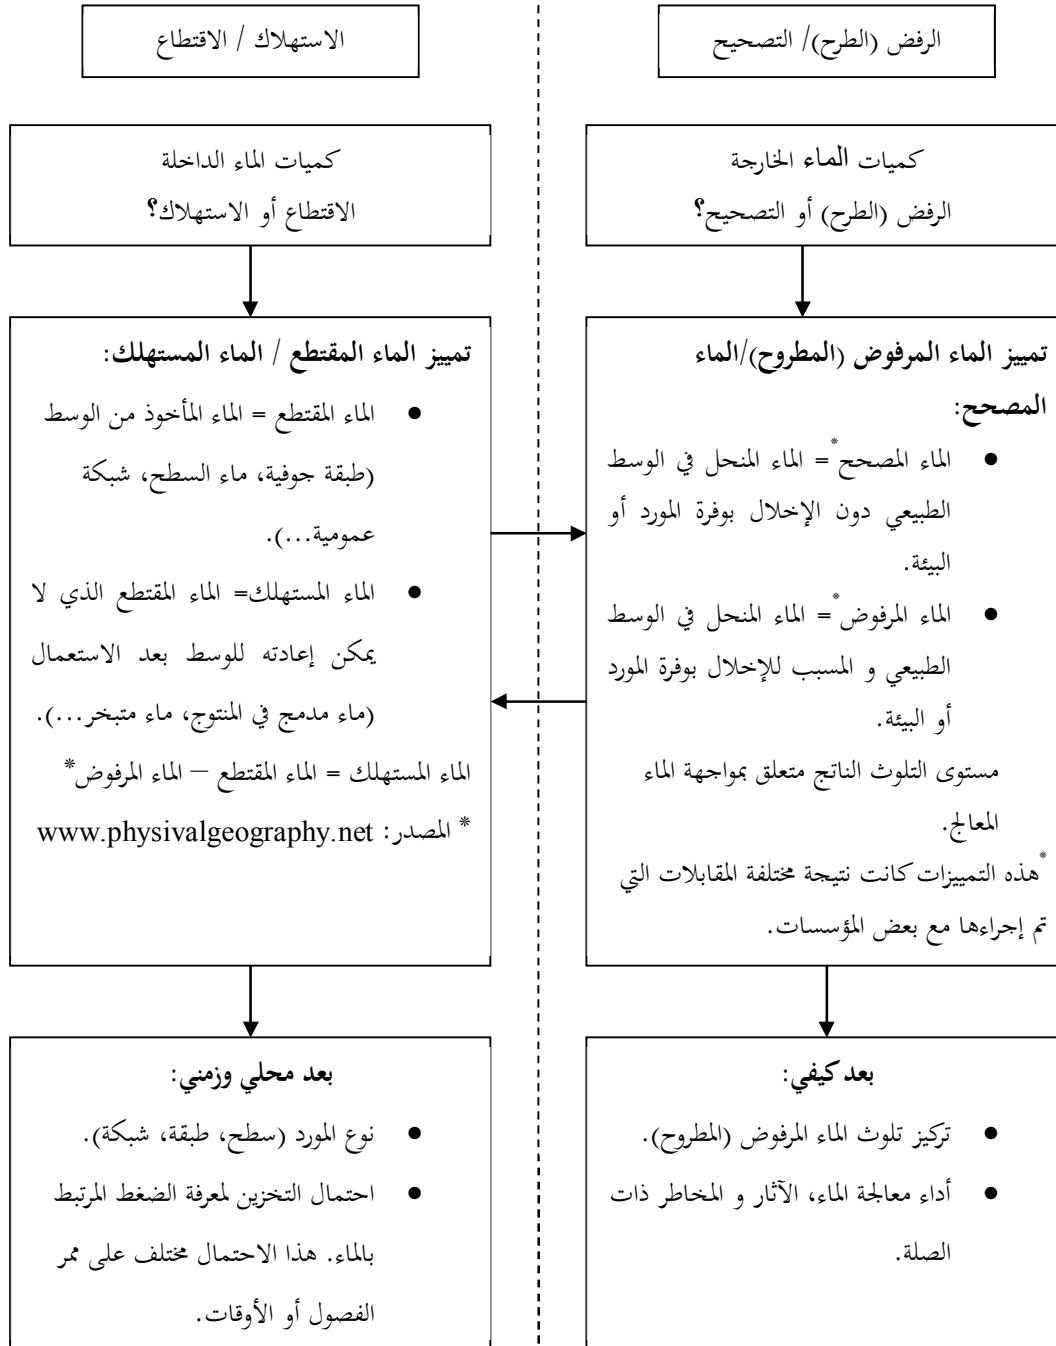 الرفض (الطرح)/ التصحيح
كميات الماء الخارجة
الرفض (الطرح) أو التصحيح؟
تمييز الماء المرفوض (المطروح)/الماء
المصحح:
● الماء المصحح* = الماء المنحل في الوسط
الطبيعي دون الإخلال بوفرة المورد أو
البيئة.
● الماء المرفوض* = الماء المنحل في الوسط
الطبيعي و المسبب للإخلال بوفرة المورد
أو البيئة.
مستوى التلوث الناتج متعلق بمواجهة الماء
المعالج.
*هذه التمييزات كانت نتيجة مختلفة المقابلات التي
تم إجراءها مع بعض المؤسسات.
بعد كيفي:
● تركيز تلوث الماء المرفوض (المطروح).
● أداء معالجة الماء، الآثار و المخاطر ذات
الصلة.
الاستهلاك / الاقتطاع
كميات الماء الداخلة
الاقتطاع أو الاستهلاك؟
تمييز الماء المقتطع / الماء المستهلك:
● الماء المقتطع = الماء المأخوذ من الوسط
(طبقة جوفية، ماء السطح، شبكة
عمومية...).
● الماء المستهلك= الماء المقتطع الذي لا
يمكن إعادته للوسط بعد الاستعمال
(ماء مدمج في المنتوج، ماء متبخر...).
الماء المستهلك = الماء المقتطع – الماء المرفوض*
* المصدر: www.physivalgeography.net
بعد محلي وزمني:
● نوع المورد (سطح، طبقة، شبكة).
● احتمال التخزين لمعرفة الضغط المرتبط
بالماء. هذا الاحتمال مختلف على ممر
الفصول أو الأوقات.